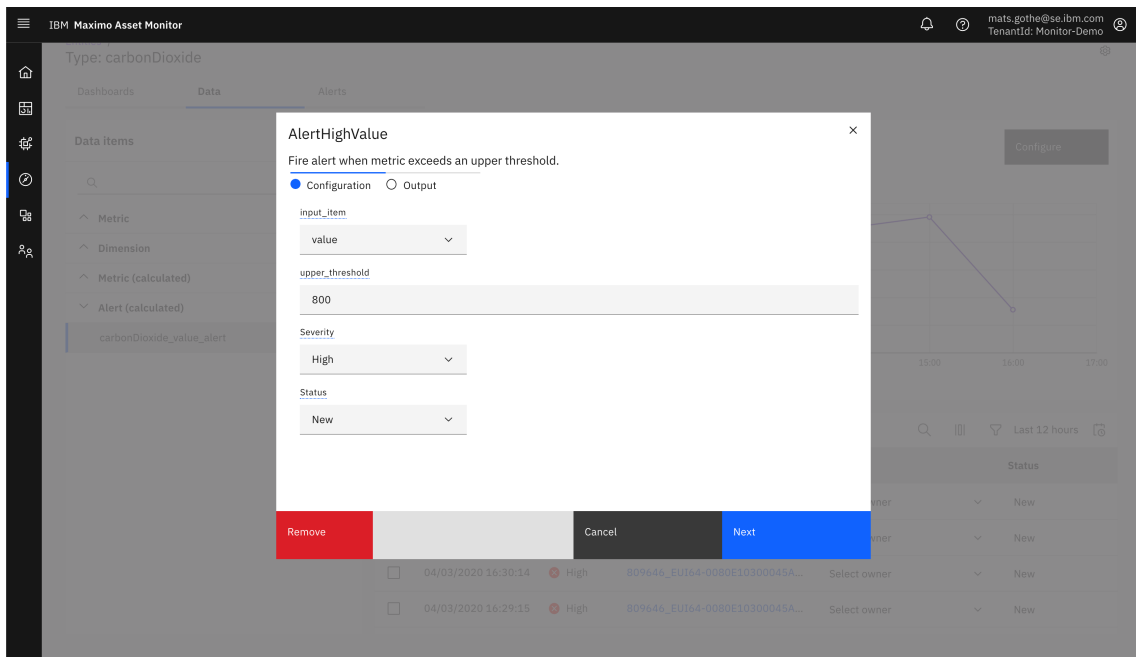 IBM Maximo Asset Monitor
mats.gothe@se.ibm.com
TenantId: Monitor-Demo
Type: carbonDioxide
Dashboards Data Alerts
Data items
Configure
Metric
Dimension
Metric (calculated)
Alert (calculated)
carbonDioxide_value_alert
AlertHighValue
Fire alert when metric exceeds an upper threshold.
Configuration Output
input_item
value
upper_threshold
800
Severity
High
Status
New
Remove Cancel Next
15:00 16:00 17:00
Last 12 hours
Status
New
New
04/03/2020 16:30:14 High 809646_EUI64-0080E10300045A... Select owner New
04/03/2020 16:29:15 High 809646_EUI64-0080E10300045A... Select owner New